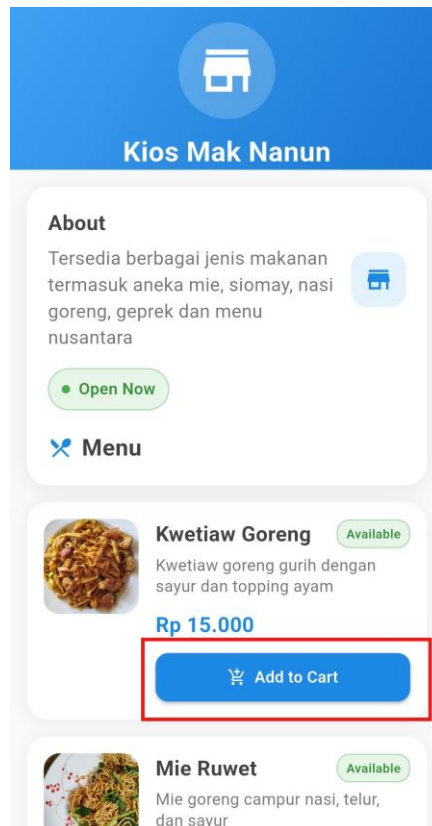 Kios Mak Nanun
About
Tersedia berbagai jenis makanan
termasuk aneka mie, siomay, nasi
goreng, geprek dan menu
nusantara
Open Now
Menu
Kwetiaw Goreng
Available
Kwetiaw goreng gurih dengan
sayur dan topping ayam
Rp 15.000
Add to Cart
Mie Ruwet
Available
Mie goreng campur nasi, telur,
dan sayur